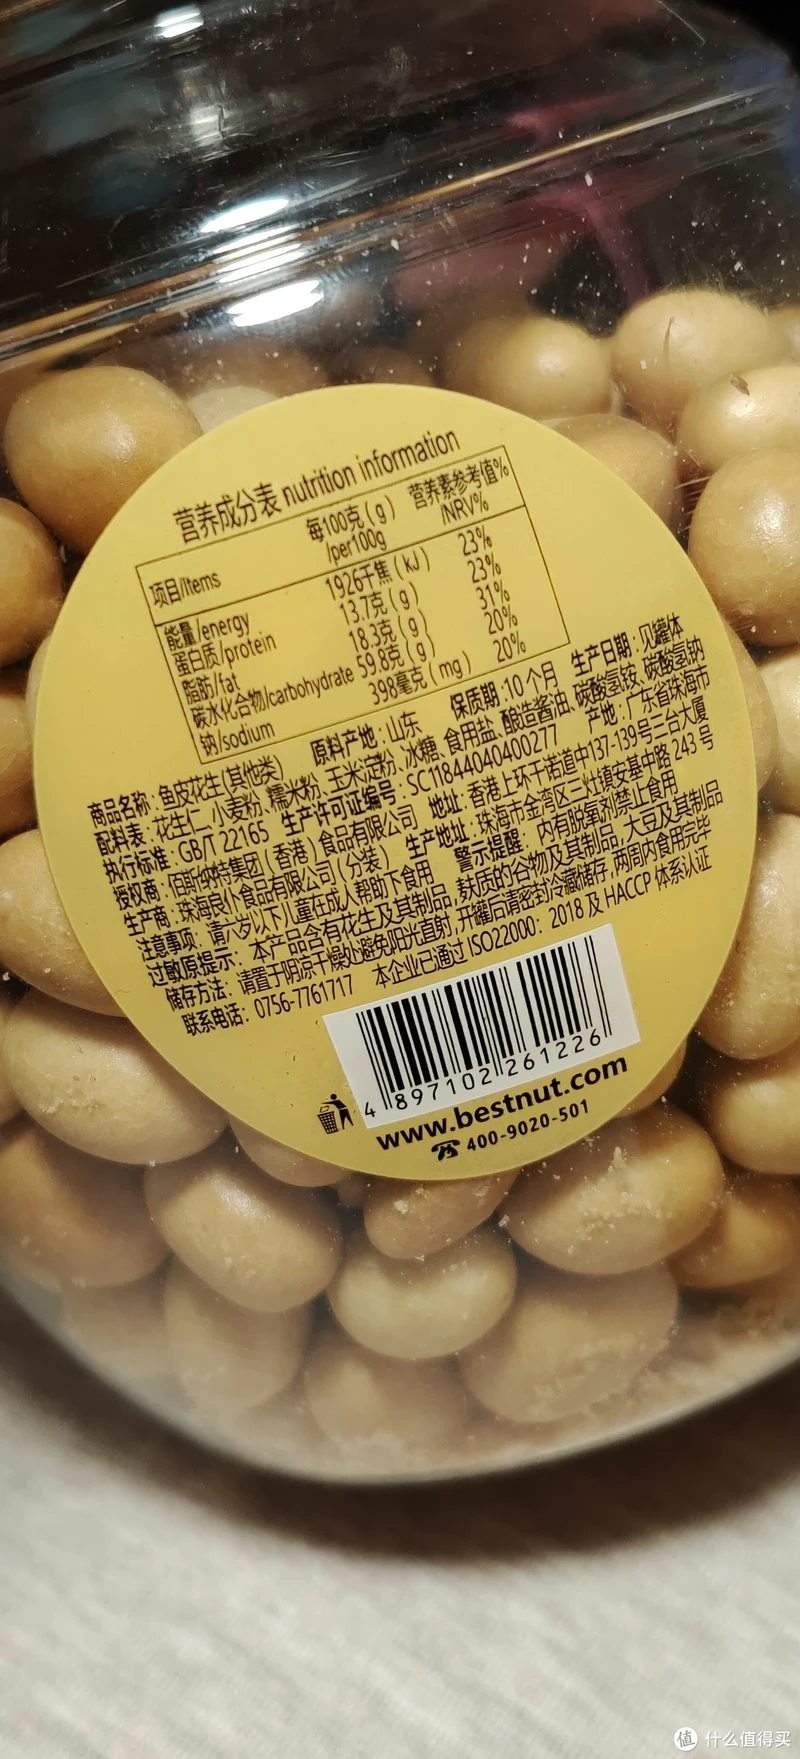 营养成分表 nutrition information
项目/Items 每100克(g)/per100g 营养素参考值%/NRV%
能量/energy 1926千焦(kJ) 23%
蛋白质/protein 13.7克(g) 23%
脂肪/fat 18.3克(g) 31%
碳水化合物/carbohydrate 59.8克(g) 20%
钠/sodium 398毫克(mg) 20%
商品名称:鱼皮花生(其他类) 原料产地:山东 保质期:10个月 生产日期:见罐体
配料表:花生仁、小麦粉、糯米粉、玉米淀粉、冰糖、食用盐、酿造酱油、碳酸氢铵、碳酸氢钠
执行标准:GB/T 22165 生产许可证编号:SC11844040400277 产地:广东省珠海市
授权商:佰斯纳特集团(香港)食品有限公司 地址:香港上环干诺道中137-139号三台大厦
生产商:珠海良仆食品有限公司(分装) 生产地址:珠海市金湾区三灶镇安基中路243号
注意事项:请六岁以下儿童在成人帮助下食用 警示提醒:内有脱氧剂禁止食用
过敏原提示:本产品含有花生及其制品,麸质的谷物及其制品,大豆及其制品
储存方法:请置于阴凉干燥处避免阳光直射,开罐后请密封冷藏储存,两周内食用完毕
联系电话:0756-7761717 本企业已通过ISO22000:2018及HACCP体系认证
4 897102 261226
www.bestnut.com
400-9020-501
值 什么值得买